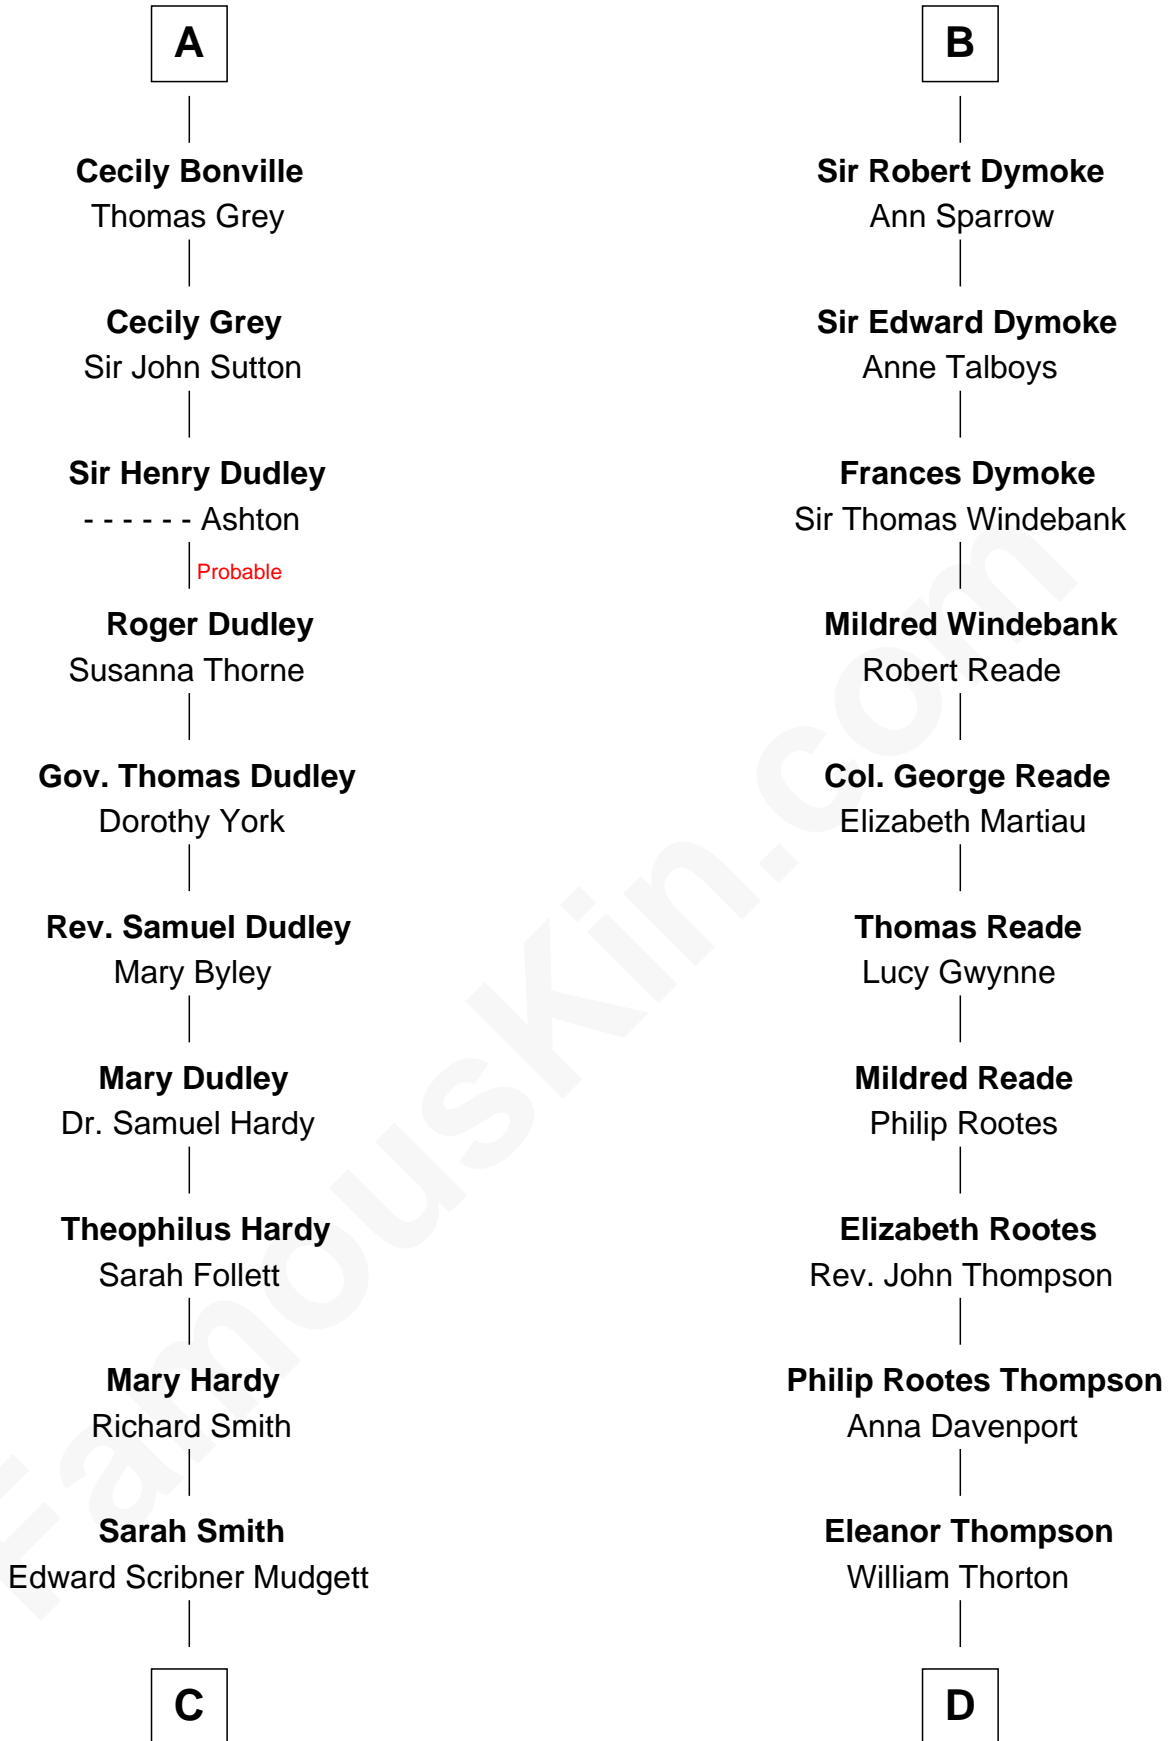 A
Cecily Bonville
Thomas Grey
Cecily Grey
Sir John Sutton
Sir Henry Dudley
- - - - - - Ashton
Probable
Roger Dudley
Susanna Thorne
Gov. Thomas Dudley
Dorothy York
Rev. Samuel Dudley
Mary Byley
Mary Dudley
Dr. Samuel Hardy
Theophilus Hardy
Sarah Follett
Mary Hardy
Richard Smith
Sarah Smith
Edward Scribner Mudgett
C
B
Sir Robert Dymoke
Ann Sparrow
Sir Edward Dymoke
Anne Talboys
Frances Dymoke
Sir Thomas Windebank
Mildred Windebank
Robert Reade
Col. George Reade
Elizabeth Martiau
Thomas Reade
Lucy Gwynne
Mildred Reade
Philip Rootes
Elizabeth Rootes
Rev. John Thompson
Philip Rootes Thompson
Anna Davenport
Eleanor Thompson
William Thorton
D
FamousKin.com